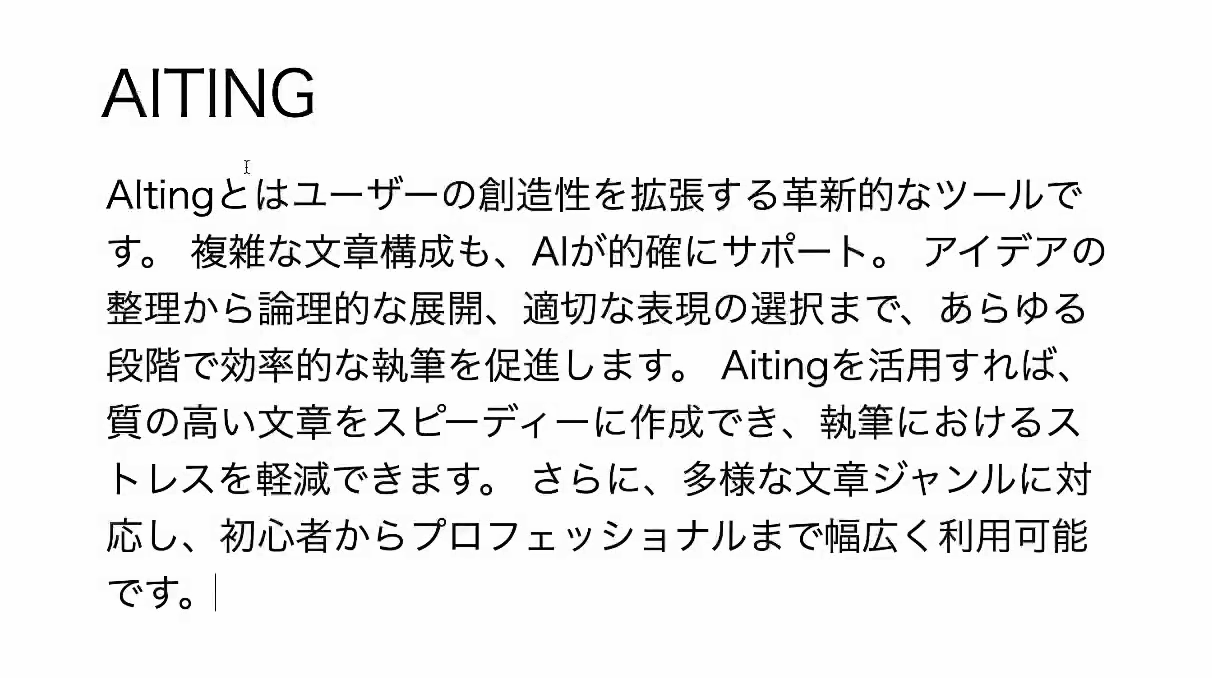 AITING
AItingとはユーザーの創造性を拡張する革新的なツールで
す。 複雑な文章構成も、AIが的確にサポート。 アイデアの
整理から論理的な展開、適切な表現の選択まで、あらゆる
段階で効率的な執筆を促進します。 Aitingを活用すれば、
質の高い文章をスピーディーに作成でき、執筆におけるス
トレスを軽減できます。 さらに、多様な文章ジャンルに対
応し、初心者からプロフェッショナルまで幅広く利用可能
です。